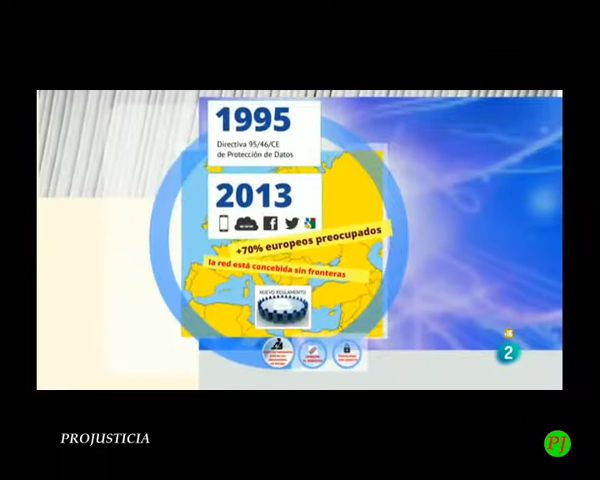 1995
Directiva 95/46/CE
de Protección de Datos
2013
+70% europeos preocupados
la red está concebida sin fronteras
NUEVO REGLAMENTO
2
PROJUSTICIA
PJ